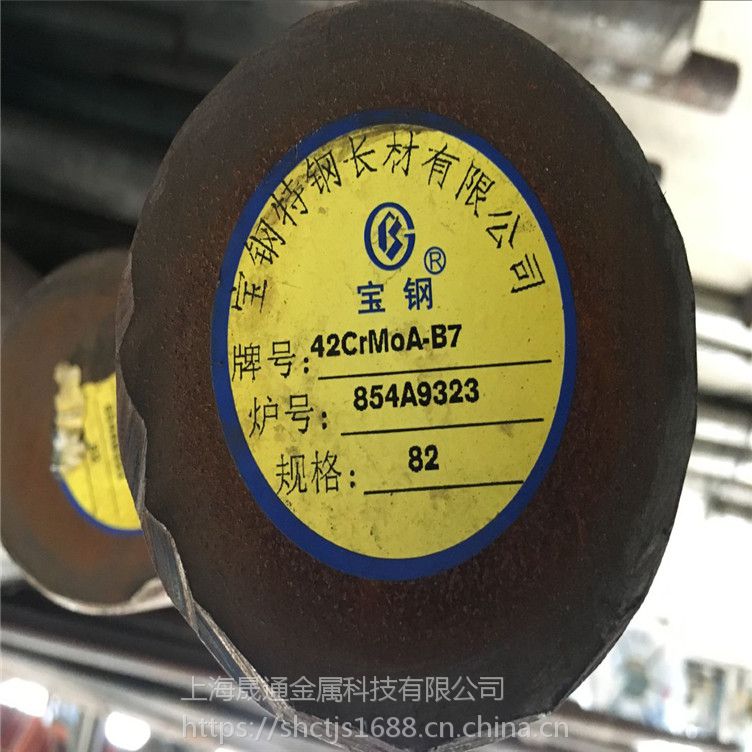 宝钢特钢长材有限公司
®
宝钢
牌号: 42CrMoA-B7
炉号: 854A9323
规格: 82
上海晟通金属科技有限公司
https://shctjs1688.cn.china.cn